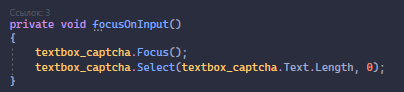 Ссылок: 3
private void focusOnInput()
{
    textbox_captcha.Focus();
    textbox_captcha.Select(textbox_captcha.Text.Length, 0);
}